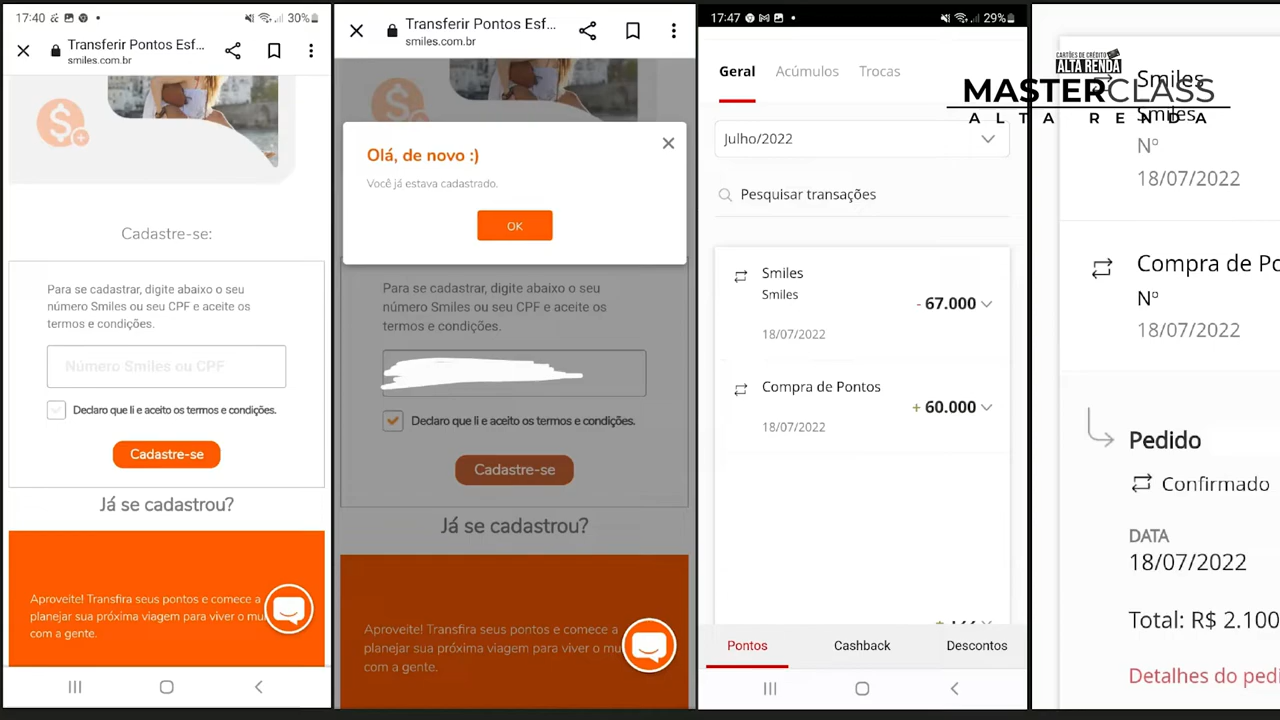 17:40
30%
Transferir Pontos Esf...
smiles.com.br
Cadastre-se:
Para se cadastrar, digite abaixo o seu
número Smiles ou seu CPF e aceite os
termos e condições.
Número Smiles ou CPF
Declaro que li e aceito os termos e condições.
Cadastre-se
Já se cadastrou?
Aproveite! Transfira seus pontos e comece a
planejar sua próxima viagem para viver o mu
com a gente.
Transferir Pontos Esf...
smiles.com.br
Olá, de novo :)
Você já estava cadastrado.
OK
Para se cadastrar, digite abaixo o seu
número Smiles ou seu CPF e aceite os
termos e condições.
Declaro que li e aceito os termos e condições.
Cadastre-se
Já se cadastrou?
Aproveite! Transfira seus pontos e comece a
planejar sua próxima viagem para viver o mu
com a gente.
17:47
29%
Geral Acúmulos Trocas
Julho/2022
Pesquisar transações
Smiles
Smiles
- 67.000
18/07/2022
Compra de Pontos
+ 60.000
18/07/2022
Pontos Cashback Descontos
CARTÕES DE CRÉDITO
ALTA RENDA
MASTERCLASS
ALTA RENDA
Smiles
Smiles
Nº
18/07/2022
Compra de Po
Nº
18/07/2022
Pedido
Confirmado
DATA
18/07/2022
Total: R$ 2.100
Detalhes do pedi